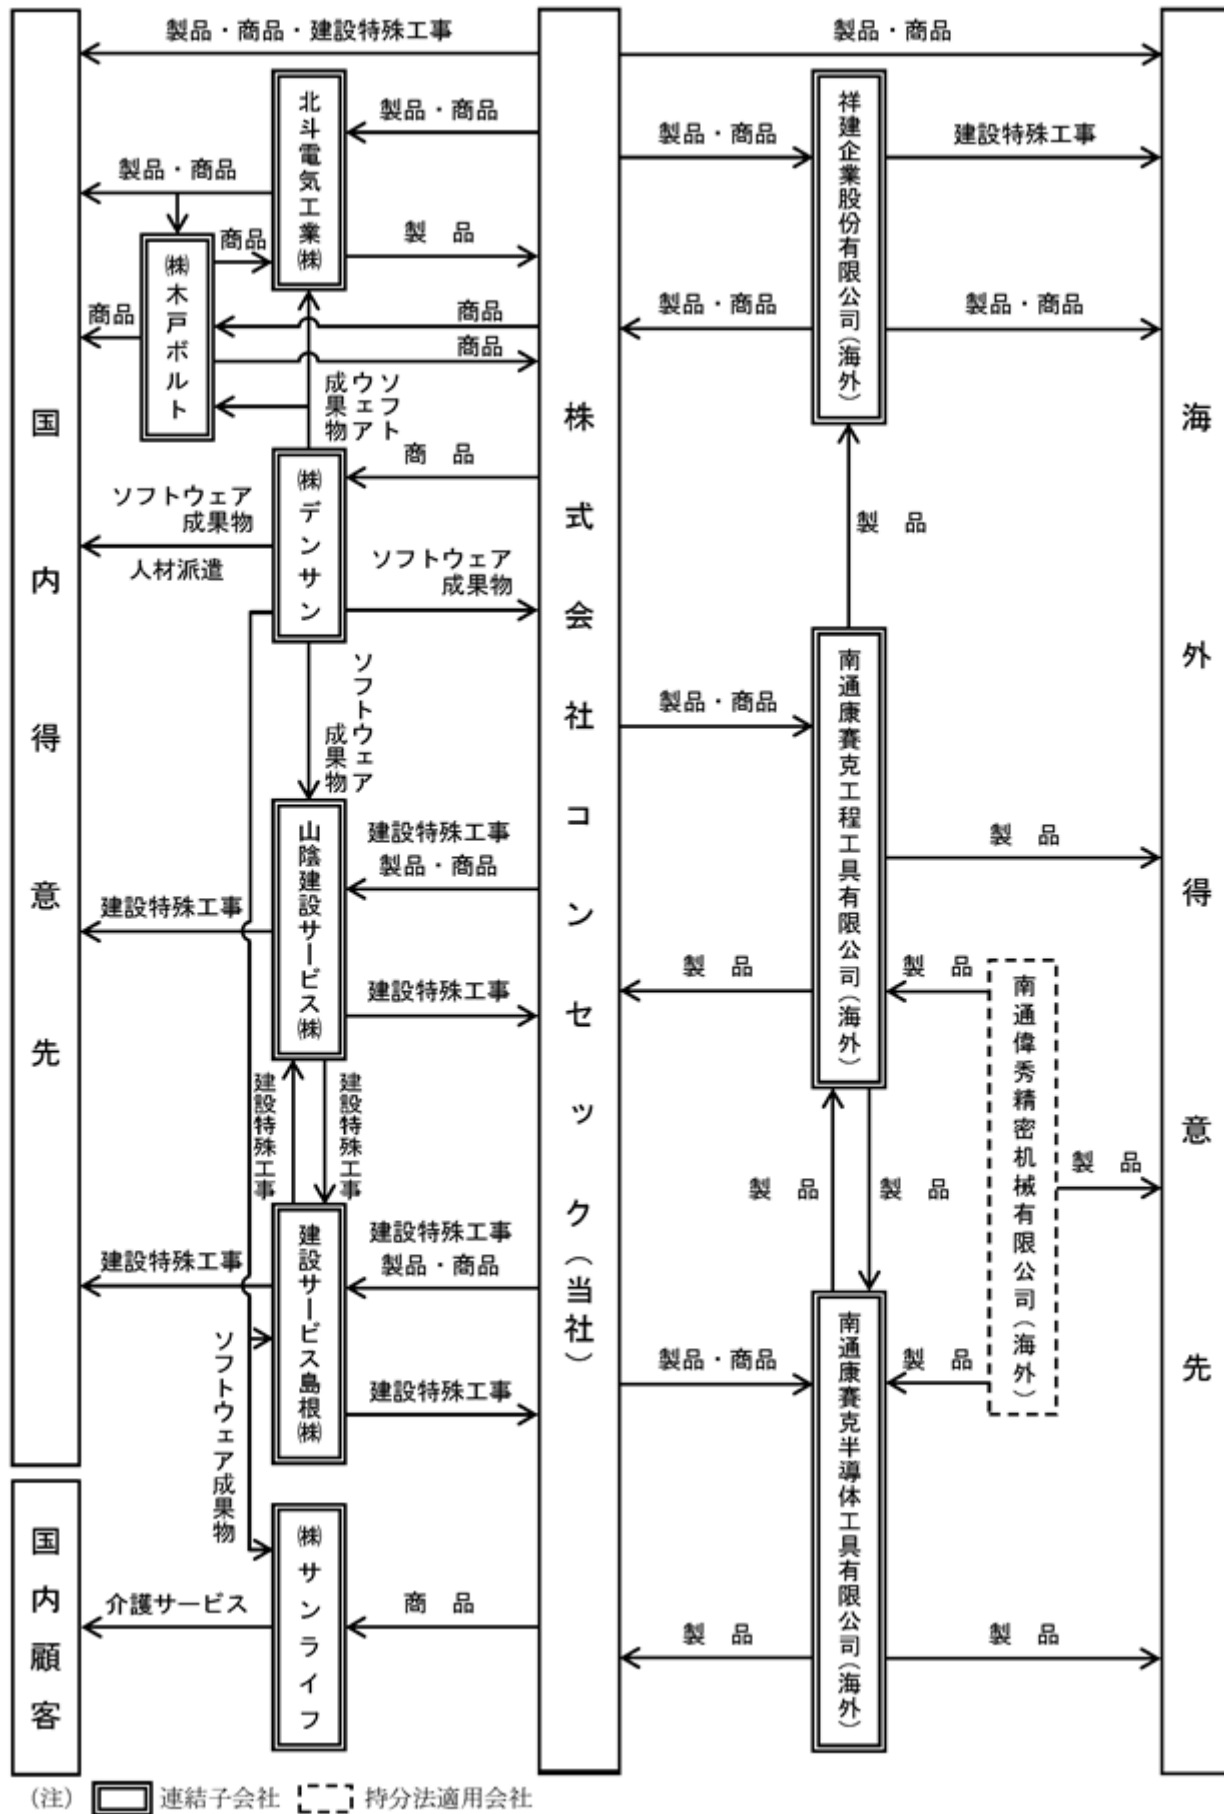 製品・商品・建設特殊工事
製品・商品
国内得意先
北斗電気工業㈱
製品・商品
製品・商品
製　品
商品
㈱木戸ボルト
商品
商品
商品
ソフトウェア
成果物
㈱デンサン
商　品
ソフトウェア
成果物
人材派遣
ソフトウェア
成果物
ソフトウェア
成果物
山陰建設サービス㈱
建設特殊工事
製品・商品
建設特殊工事
建設特殊工事
建設特殊工事
建設特殊工事
建設サービス島根㈱
建設特殊工事
建設特殊工事
製品・商品
建設特殊工事
ソフトウェア成果物
国内顧客
㈱サンライフ
介護サービス
商　品
株式会社コンセック（当社）
祥建企業股份有限公司（海外）
製品・商品
建設特殊工事
製品・商品
製品・商品
製　品
南通康賽克工程工具有限公司（海外）
製品・商品
製　品
製　品
製　品
南通偉秀精密机械有限公司（海外）
製　品
製　品
製　品
製　品
南通康賽克半導体工具有限公司（海外）
製品・商品
製　品
製　品
海外得意先
（注）　連結子会社　持分法適用会社